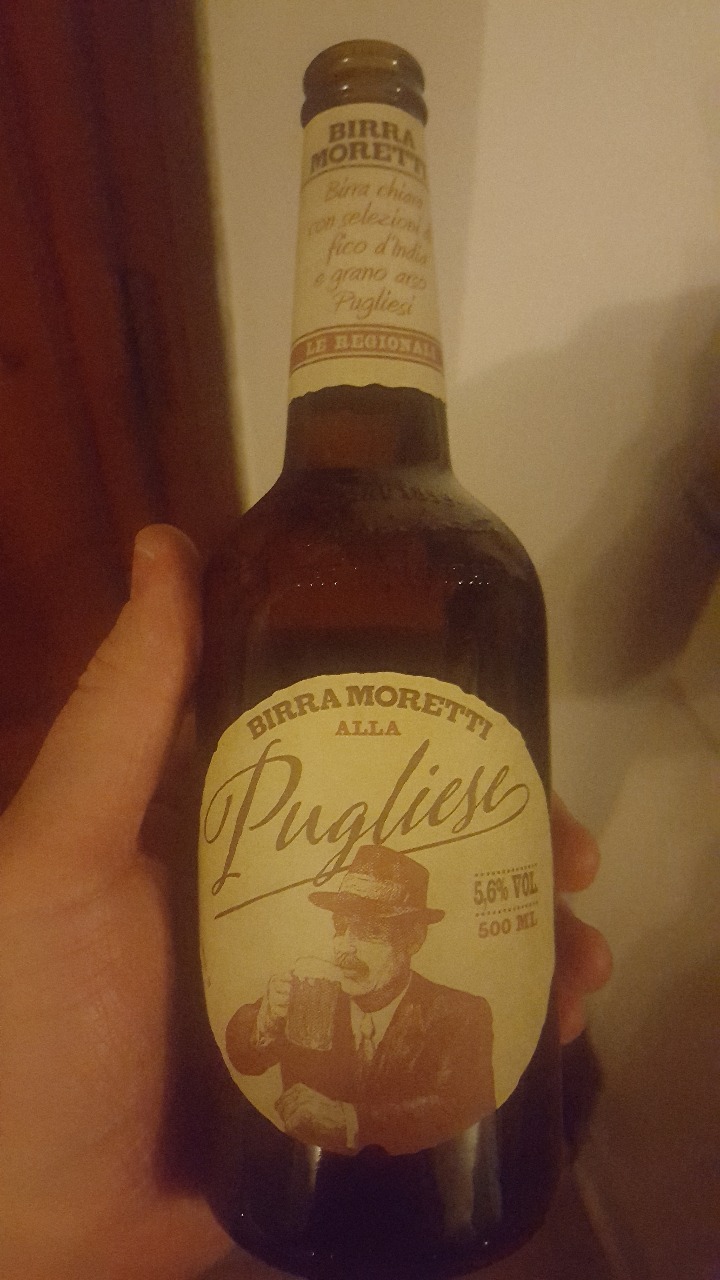 BIRRA
MORETTI
Birra chiara
con selezioni di
fico d'India
e grano arso
Pugliesi
LE REGIONALI
BIRRA MORETTI
ALLA
Pugliese
5,6% VOL
500 ML